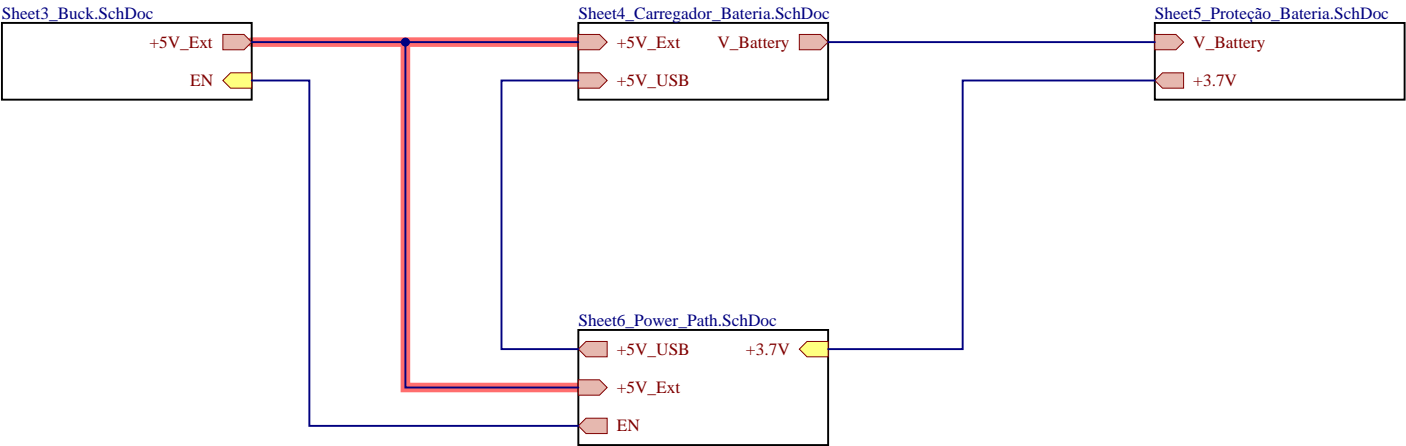 Sheet3_Buck.SchDoc
+5V_Ext
EN
Sheet4_Carregador_Bateria.SchDoc
+5V_Ext V_Battery
+5V_USB
Sheet5_Proteção_Bateria.SchDoc
V_Battery
+3.7V
Sheet6_Power_Path.SchDoc
+5V_USB +3.7V
+5V_Ext
EN